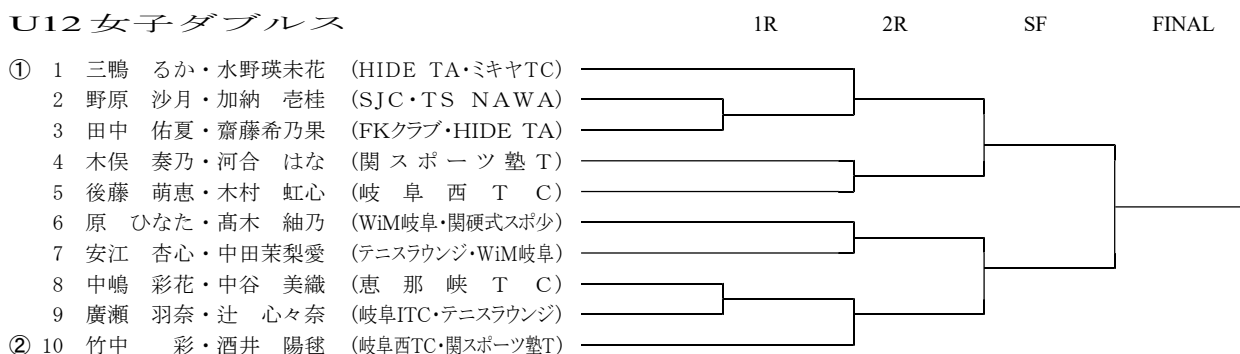 U12女子ダブルス 1R 2R SF FINAL
① 1 三鴨 るか・水野瑛未花 (HIDE TA・ミキヤTC)
2 野原 沙月・加納 壱桂 (SJC・TS NAWA)
3 田中 佑夏・齋藤希乃果 (FKクラブ・HIDE TA)
4 木俣 奏乃・河合 はな (関スポーツ塾T)
5 後藤 萌恵・木村 虹心 (岐阜西TC)
6 原 ひなた・髙木 紬乃 (WiM岐阜・関硬式スポ少)
7 安江 杏心・中田茉梨愛 (テニスラウンジ・WiM岐阜)
8 中嶋 彩花・中谷 美織 (恵那峡TC)
9 廣瀬 羽奈・辻 心々奈 (岐阜ITC・テニスラウンジ)
② 10 竹中 彩・酒井 陽毬 (岐阜西TC・関スポーツ塾T)